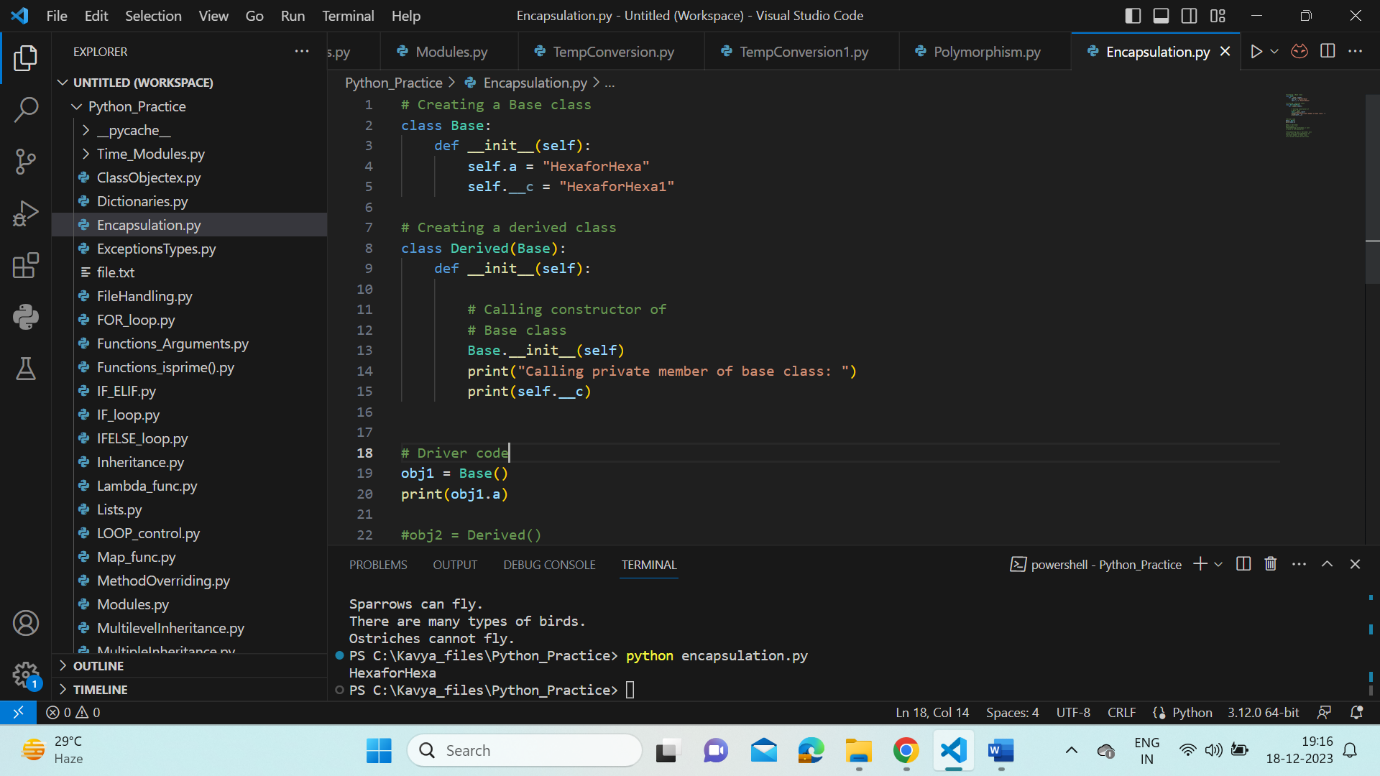 File Edit Selection View Go Run Terminal Help Encapsulation.py - Untitled (Workspace) - Visual Studio Code
EXPLORER
s.py Modules.py TempConversion.py TempConversion1.py Polymorphism.py Encapsulation.py
UNTITLED (WORKSPACE)
Python_Practice > Encapsulation.py > ...
Python_Practice
__pycache__
Time_Modules.py
ClassObjectex.py
Dictionaries.py
Encapsulation.py
ExceptionsTypes.py
file.txt
FileHandling.py
FOR_loop.py
Functions_Arguments.py
Functions_isprime().py
IF_ELIF.py
IF_loop.py
IFELSE_loop.py
Inheritance.py
Lambda_func.py
Lists.py
LOOP_control.py
Map_func.py
MethodOverriding.py
Modules.py
MultilevelInheritance.py
MultipleInheritance.py
OUTLINE
TIMELINE
1 # Creating a Base class
2 class Base:
3 def __init__(self):
4 self.a = "HexaforHexa"
5 self.__c = "HexaforHexa1"
6
7 # Creating a derived class
8 class Derived(Base):
9 def __init__(self):
10
11 # Calling constructor of
12 # Base class
13 Base.__init__(self)
14 print("Calling private member of base class: ")
15 print(self.__c)
16
17
18 # Driver code
19 obj1 = Base()
20 print(obj1.a)
21
22 #obj2 = Derived()
PROBLEMS OUTPUT DEBUG CONSOLE TERMINAL powershell - Python_Practice
Sparrows can fly.
There are many types of birds.
Ostriches cannot fly.
PS C:\Kavya_files\Python_Practice> python encapsulation.py
HexaforHexa
PS C:\Kavya_files\Python_Practice>
1
0 0 Ln 18, Col 14 Spaces: 4 UTF-8 CRLF Python 3.12.0 64-bit
29°C
Haze
Search
ENG
IN
19:16
18-12-2023